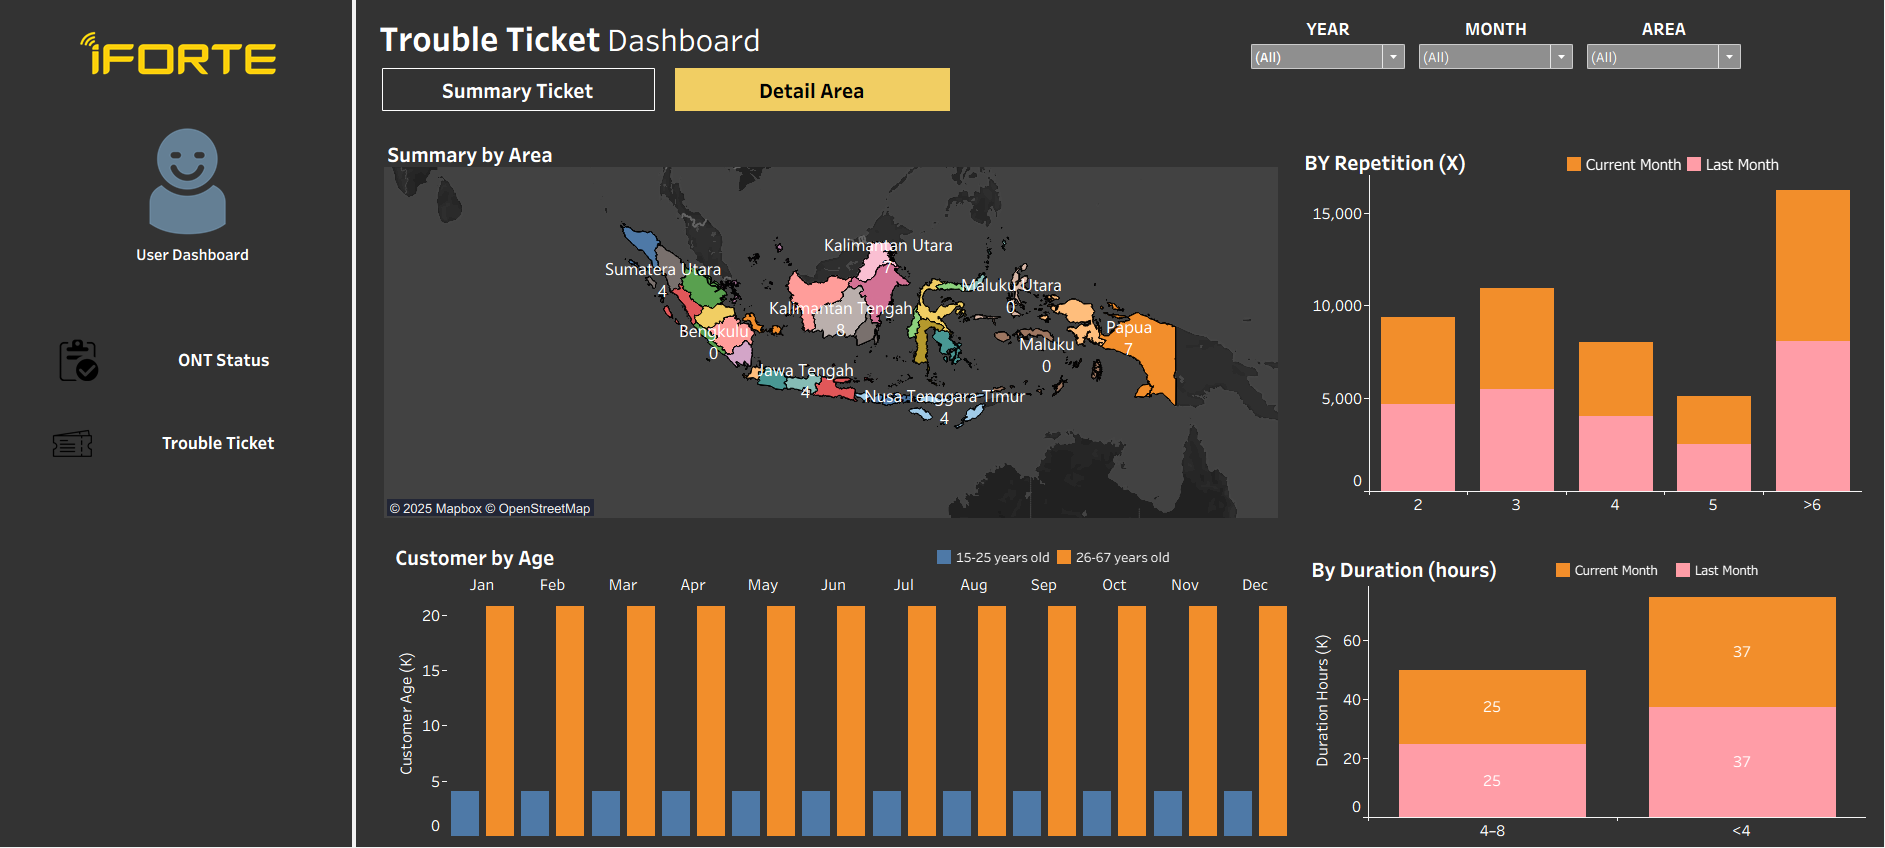 iFORTE
User Dashboard
ONT Status
Trouble Ticket
Trouble Ticket Dashboard
YEAR
(All)
MONTH
(All)
AREA
(All)
Summary Ticket
Detail Area
Summary by Area
Kalimantan Utara
7
Sumatera Utara
4
Maluku Utara
0
Kalimantan Tengah
8
Bengkulu
0
Papua
7
Maluku
0
Jawa Tengah
4
Nusa Tenggara Timur
4
© 2025 Mapbox © OpenStreetMap
BY Repetition (X)
Current Month
Last Month
15,000
10,000
5,000
0
2
3
4
5
>6
Customer by Age
15-25 years old
26-67 years old
Jan
Feb
Mar
Apr
May
Jun
Jul
Aug
Sep
Oct
Nov
Dec
Customer Age (K)
20
15
10
5
0
By Duration (hours)
Current Month
Last Month
Duration Hours (K)
60
40
20
0
25
25
37
37
4–8
<4